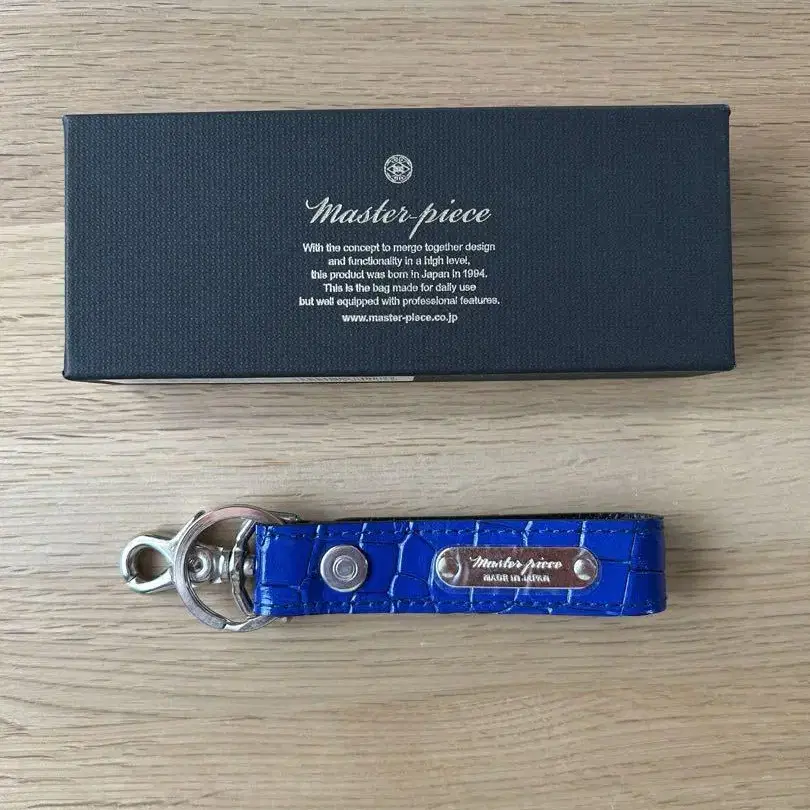 Master-piece
With the concept to merge together design
and functionality in a high level,
this product was born in Japan in 1994.
This is the bag made for daily use
but well equipped with professional features.
www.master-piece.co.jp
Master-piece
MADE IN JAPAN